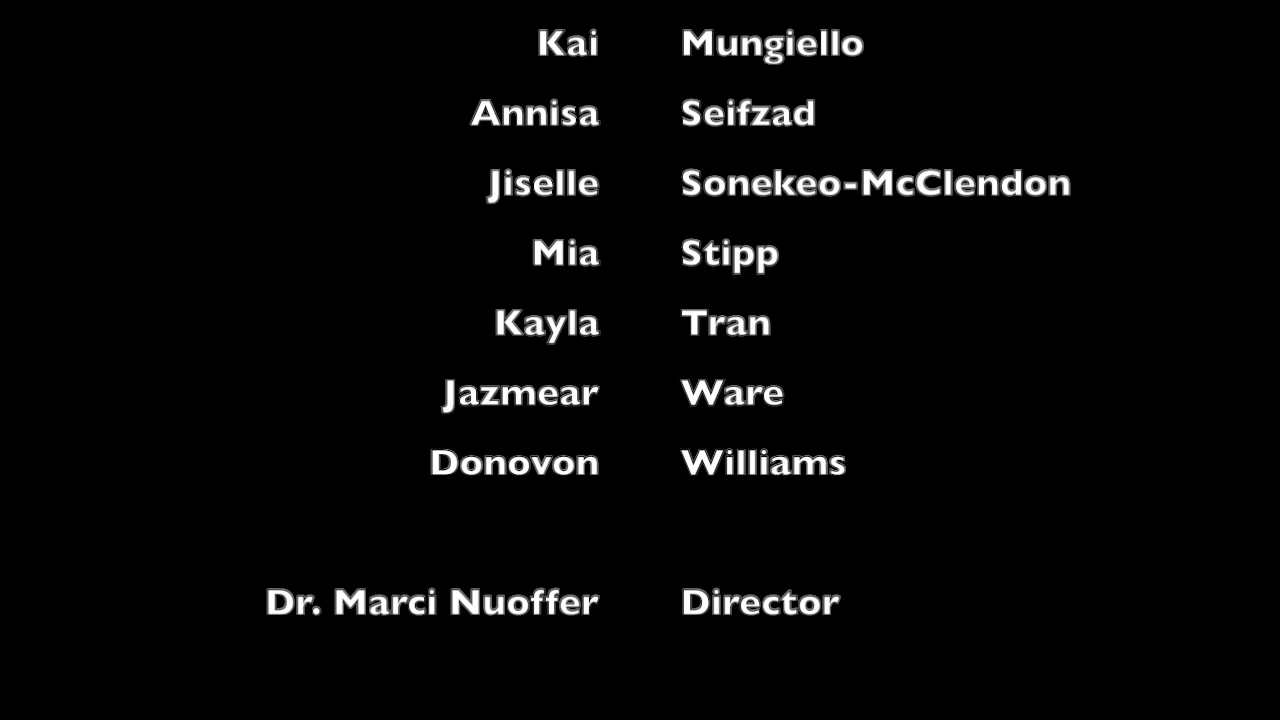 Kai Mungiello
Annisa Seifzad
Jiselle Sonekeo-McClendon
Mia Stipp
Kayla Tran
Jazmear Ware
Donovon Williams
Dr. Marci Nuoffer Director